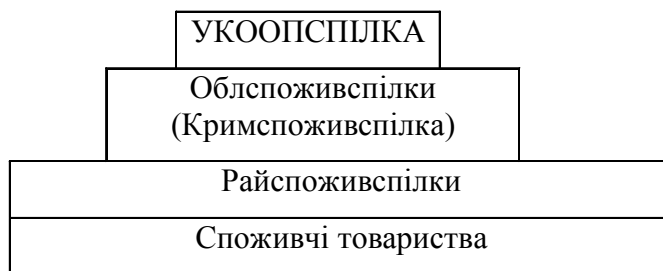 УКООПСПІЛКА
Облспоживспілки
(Кримспоживспілка)
Райспоживспілки
Споживчі товариства